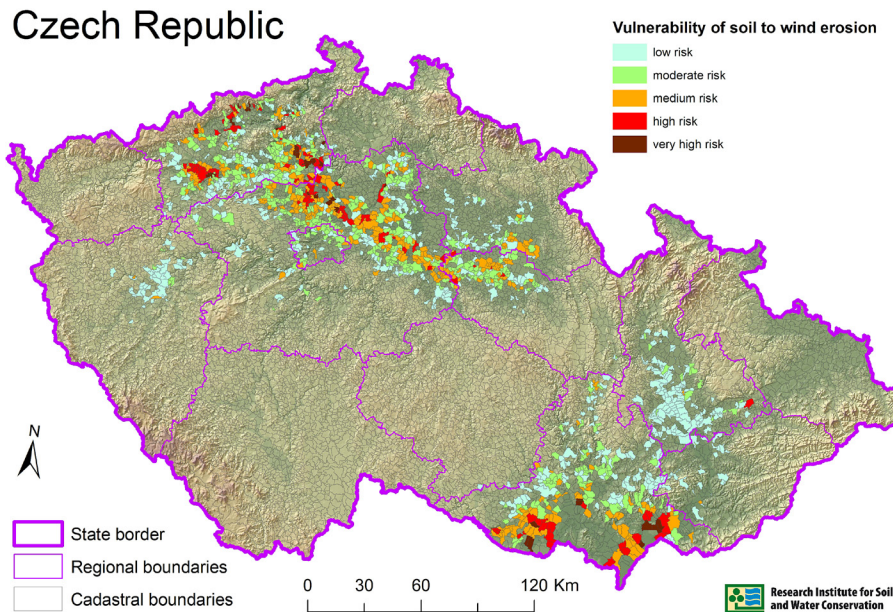 Czech Republic
Vulnerability of soil to wind erosion
low risk
moderate risk
medium risk
high risk
very high risk
N
State border
Regional boundaries
Cadastral boundaries
0 30 60 120 Km
Research Institute for Soil
and Water Conservation